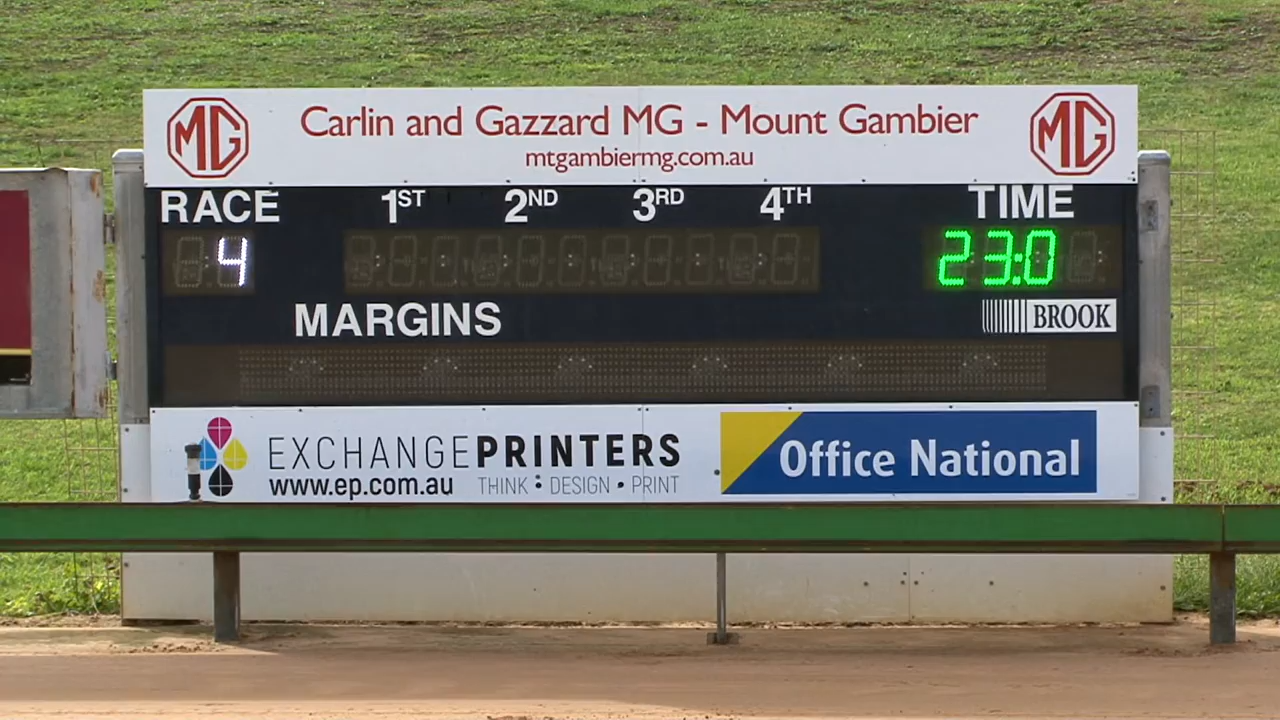 MG Carlin and Gazzard MG - Mount Gambier MG
mtgambiermg.com.au
RACE 1ST 2ND 3RD 4TH TIME
4 23:0
MARGINS BROOK
EXCHANGEPRINTERS Office National
www.ep.com.au THINK • DESIGN • PRINT